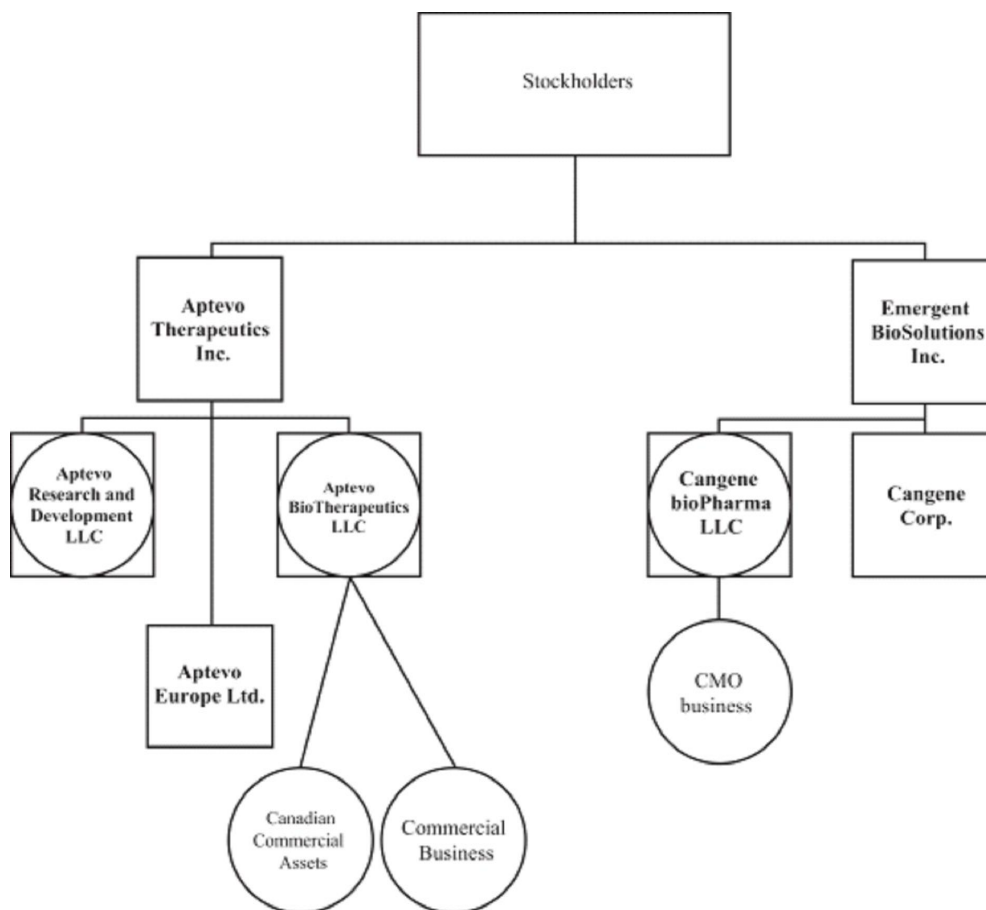 Stockholders
Aptevo
Therapeutics
Inc.
Emergent
BioSolutions
Inc.
Aptevo
Research and
Development
LLC
Aptevo
BioTherapeutics
LLC
Cangene
bioPharma
LLC
Cangene
Corp.
Aptevo
Europe Ltd.
CMO
business
Canadian
Commercial
Assets
Commercial
Business